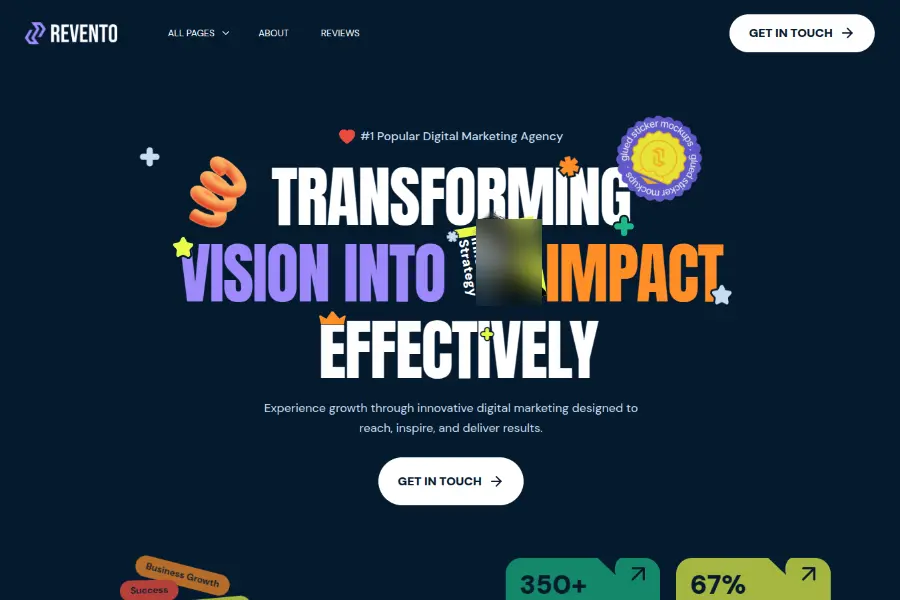 REVENTO
ALL PAGES
ABOUT
REVIEWS
GET IN TOUCH
#1 Popular Digital Marketing Agency
glued sticker mockups · glued sticker mockups ·
TRANSFORMING
VISION INTO
Strategy
IMPACT
EFFECTIVELY
Experience growth through innovative digital marketing designed to
reach, inspire, and deliver results.
GET IN TOUCH
Business Growth
Success
350+
67%